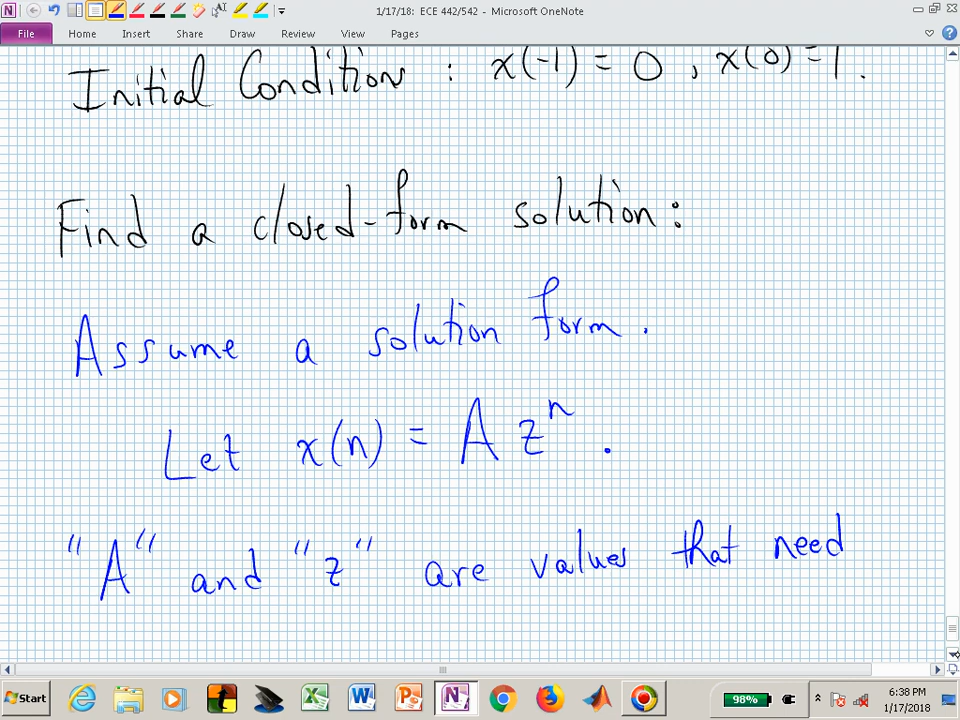 1/17/18: ECE 442/542 - Microsoft OneNote
File Home Insert Share Draw Review View Pages
Initial Conditions : x(-1) = 0 , x(0) = 1 .
Find a closed-form solution:
Assume a solution form .
Let x(n) = A z^n .
"A" and "z" are values that need
Start 98% 6:38 PM
1/17/2018